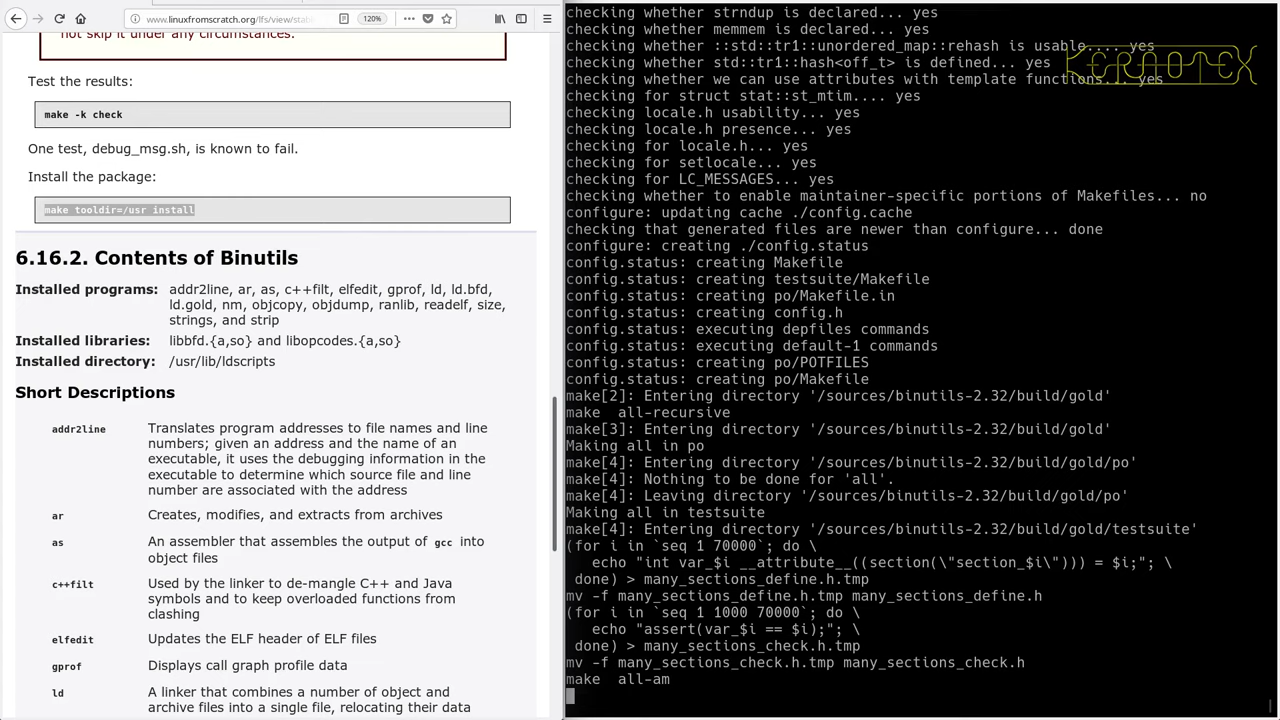 www.linuxfromscratch.org/lfs/view/stab
120%
not skip it under any circumstances.
Test the results:
make -k check
One test, debug_msg.sh, is known to fail.
Install the package:
make tooldir=/usr install
6.16.2. Contents of Binutils
Installed programs: addr2line, ar, as, c++filt, elfedit, gprof, ld, ld.bfd,
ld.gold, nm, objcopy, objdump, ranlib, readelf, size,
strings, and strip
Installed libraries: libbfd.{a,so} and libopcodes.{a,so}
Installed directory: /usr/lib/ldscripts
Short Descriptions
addr2line Translates program addresses to file names and line
numbers; given an address and the name of an
executable, it uses the debugging information in the
executable to determine which source file and line
number are associated with the address
ar Creates, modifies, and extracts from archives
as An assembler that assembles the output of gcc into
object files
c++filt Used by the linker to de-mangle C++ and Java
symbols and to keep overloaded functions from
clashing
elfedit Updates the ELF header of ELF files
gprof Displays call graph profile data
ld A linker that combines a number of object and
archive files into a single file, relocating their data
checking whether strndup is declared... yes
checking whether memmem is declared... yes
checking whether ::std::tr1::unordered_map::rehash is usable.... yes
checking whether std::tr1::hash<off_t> is defined... yes
checking whether we can use attributes with template functions... yes
checking for struct stat::st_mtim.... yes
checking locale.h usability... yes
checking locale.h presence... yes
checking for locale.h... yes
checking for setlocale... yes
checking for LC_MESSAGES... yes
checking whether to enable maintainer-specific portions of Makefiles... no
configure: updating cache ./config.cache
checking that generated files are newer than configure... done
configure: creating ./config.status
config.status: creating Makefile
config.status: creating testsuite/Makefile
config.status: creating po/Makefile.in
config.status: creating config.h
config.status: executing depfiles commands
config.status: executing default-1 commands
config.status: creating po/POTFILES
config.status: creating po/Makefile
make[2]: Entering directory '/sources/binutils-2.32/build/gold'
make  all-recursive
make[3]: Entering directory '/sources/binutils-2.32/build/gold'
Making all in po
make[4]: Entering directory '/sources/binutils-2.32/build/gold/po'
make[4]: Nothing to be done for 'all'.
make[4]: Leaving directory '/sources/binutils-2.32/build/gold/po'
Making all in testsuite
make[4]: Entering directory '/sources/binutils-2.32/build/gold/testsuite'
(for i in `seq 1 70000`; do \
echo "int var_$i __attribute__((section(\"section_$i\"))) = $i;"; \
done) > many_sections_define.h.tmp
mv -f many_sections_define.h.tmp many_sections_define.h
(for i in `seq 1 1000 70000`; do \
echo "assert(var_$i == $i);"; \
done) > many_sections_check.h.tmp
mv -f many_sections_check.h.tmp many_sections_check.h
make  all-am